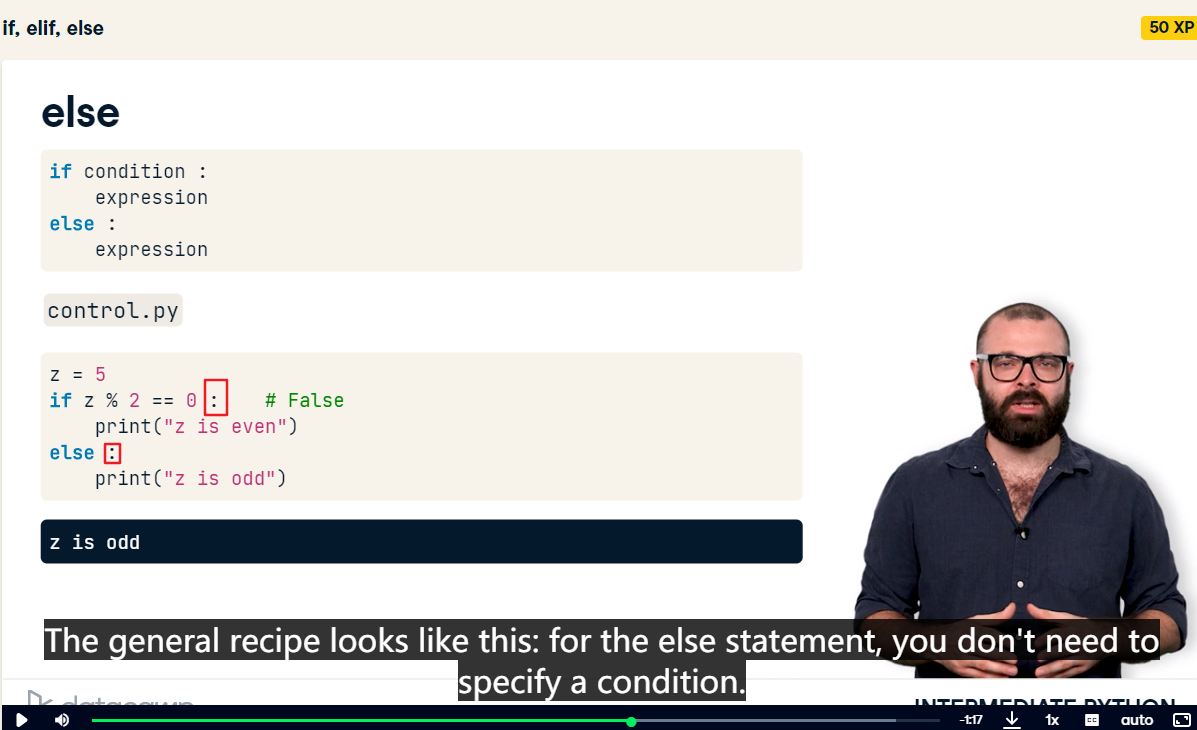 if, elif, else
50 XP
else
if condition :
    expression
else :
    expression
control.py
z = 5
if z % 2 == 0 :    # False
    print("z is even")
else :
    print("z is odd")
z is odd
The general recipe looks like this: for the else statement, you don't need to
specify a condition.
datacamp
INTERMEDIATE PYTHON
-1:17
1x
CC
auto